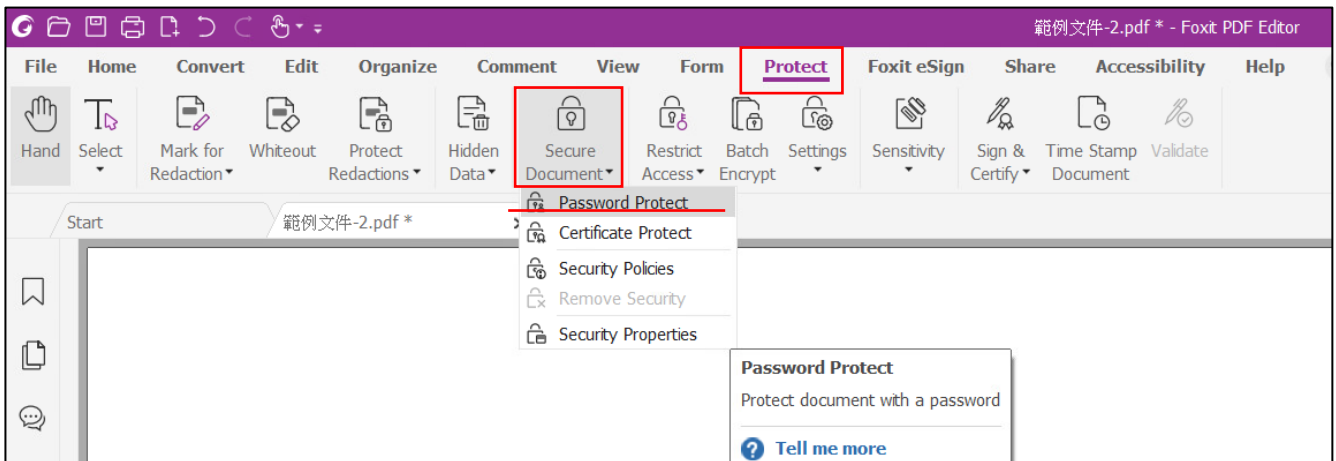 範例文件-2.pdf * - Foxit PDF Editor
File Home Convert Edit Organize Comment View Form Protect Foxit eSign Share Accessibility Help
Hand Select Mark for Redaction Whiteout Protect Redactions Hidden Data Secure Document Restrict Access Batch Encrypt Settings Sensitivity Sign & Certify Time Stamp Document Validate
Start 範例文件-2.pdf *
Password Protect
Certificate Protect
Security Policies
Remove Security
Security Properties
Password Protect
Protect document with a password
Tell me more